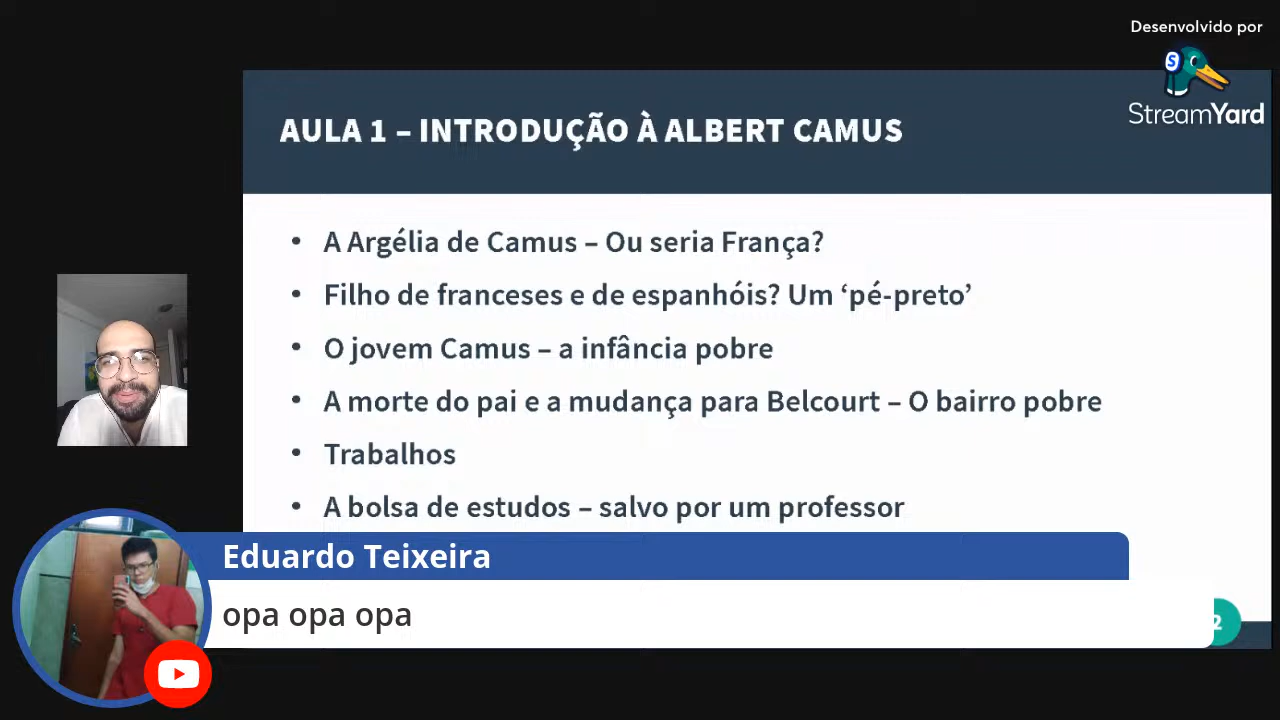 Desenvolvido por
S
StreamYard
AULA 1 – INTRODUÇÃO À ALBERT CAMUS
• A Argélia de Camus – Ou seria França?
• Filho de franceses e de espanhóis? Um ‘pé-preto’
• O jovem Camus – a infância pobre
• A morte do pai e a mudança para Belcourt – O bairro pobre
• Trabalhos
• A bolsa de estudos – salvo por um professor
Eduardo Teixeira
opa opa opa
2